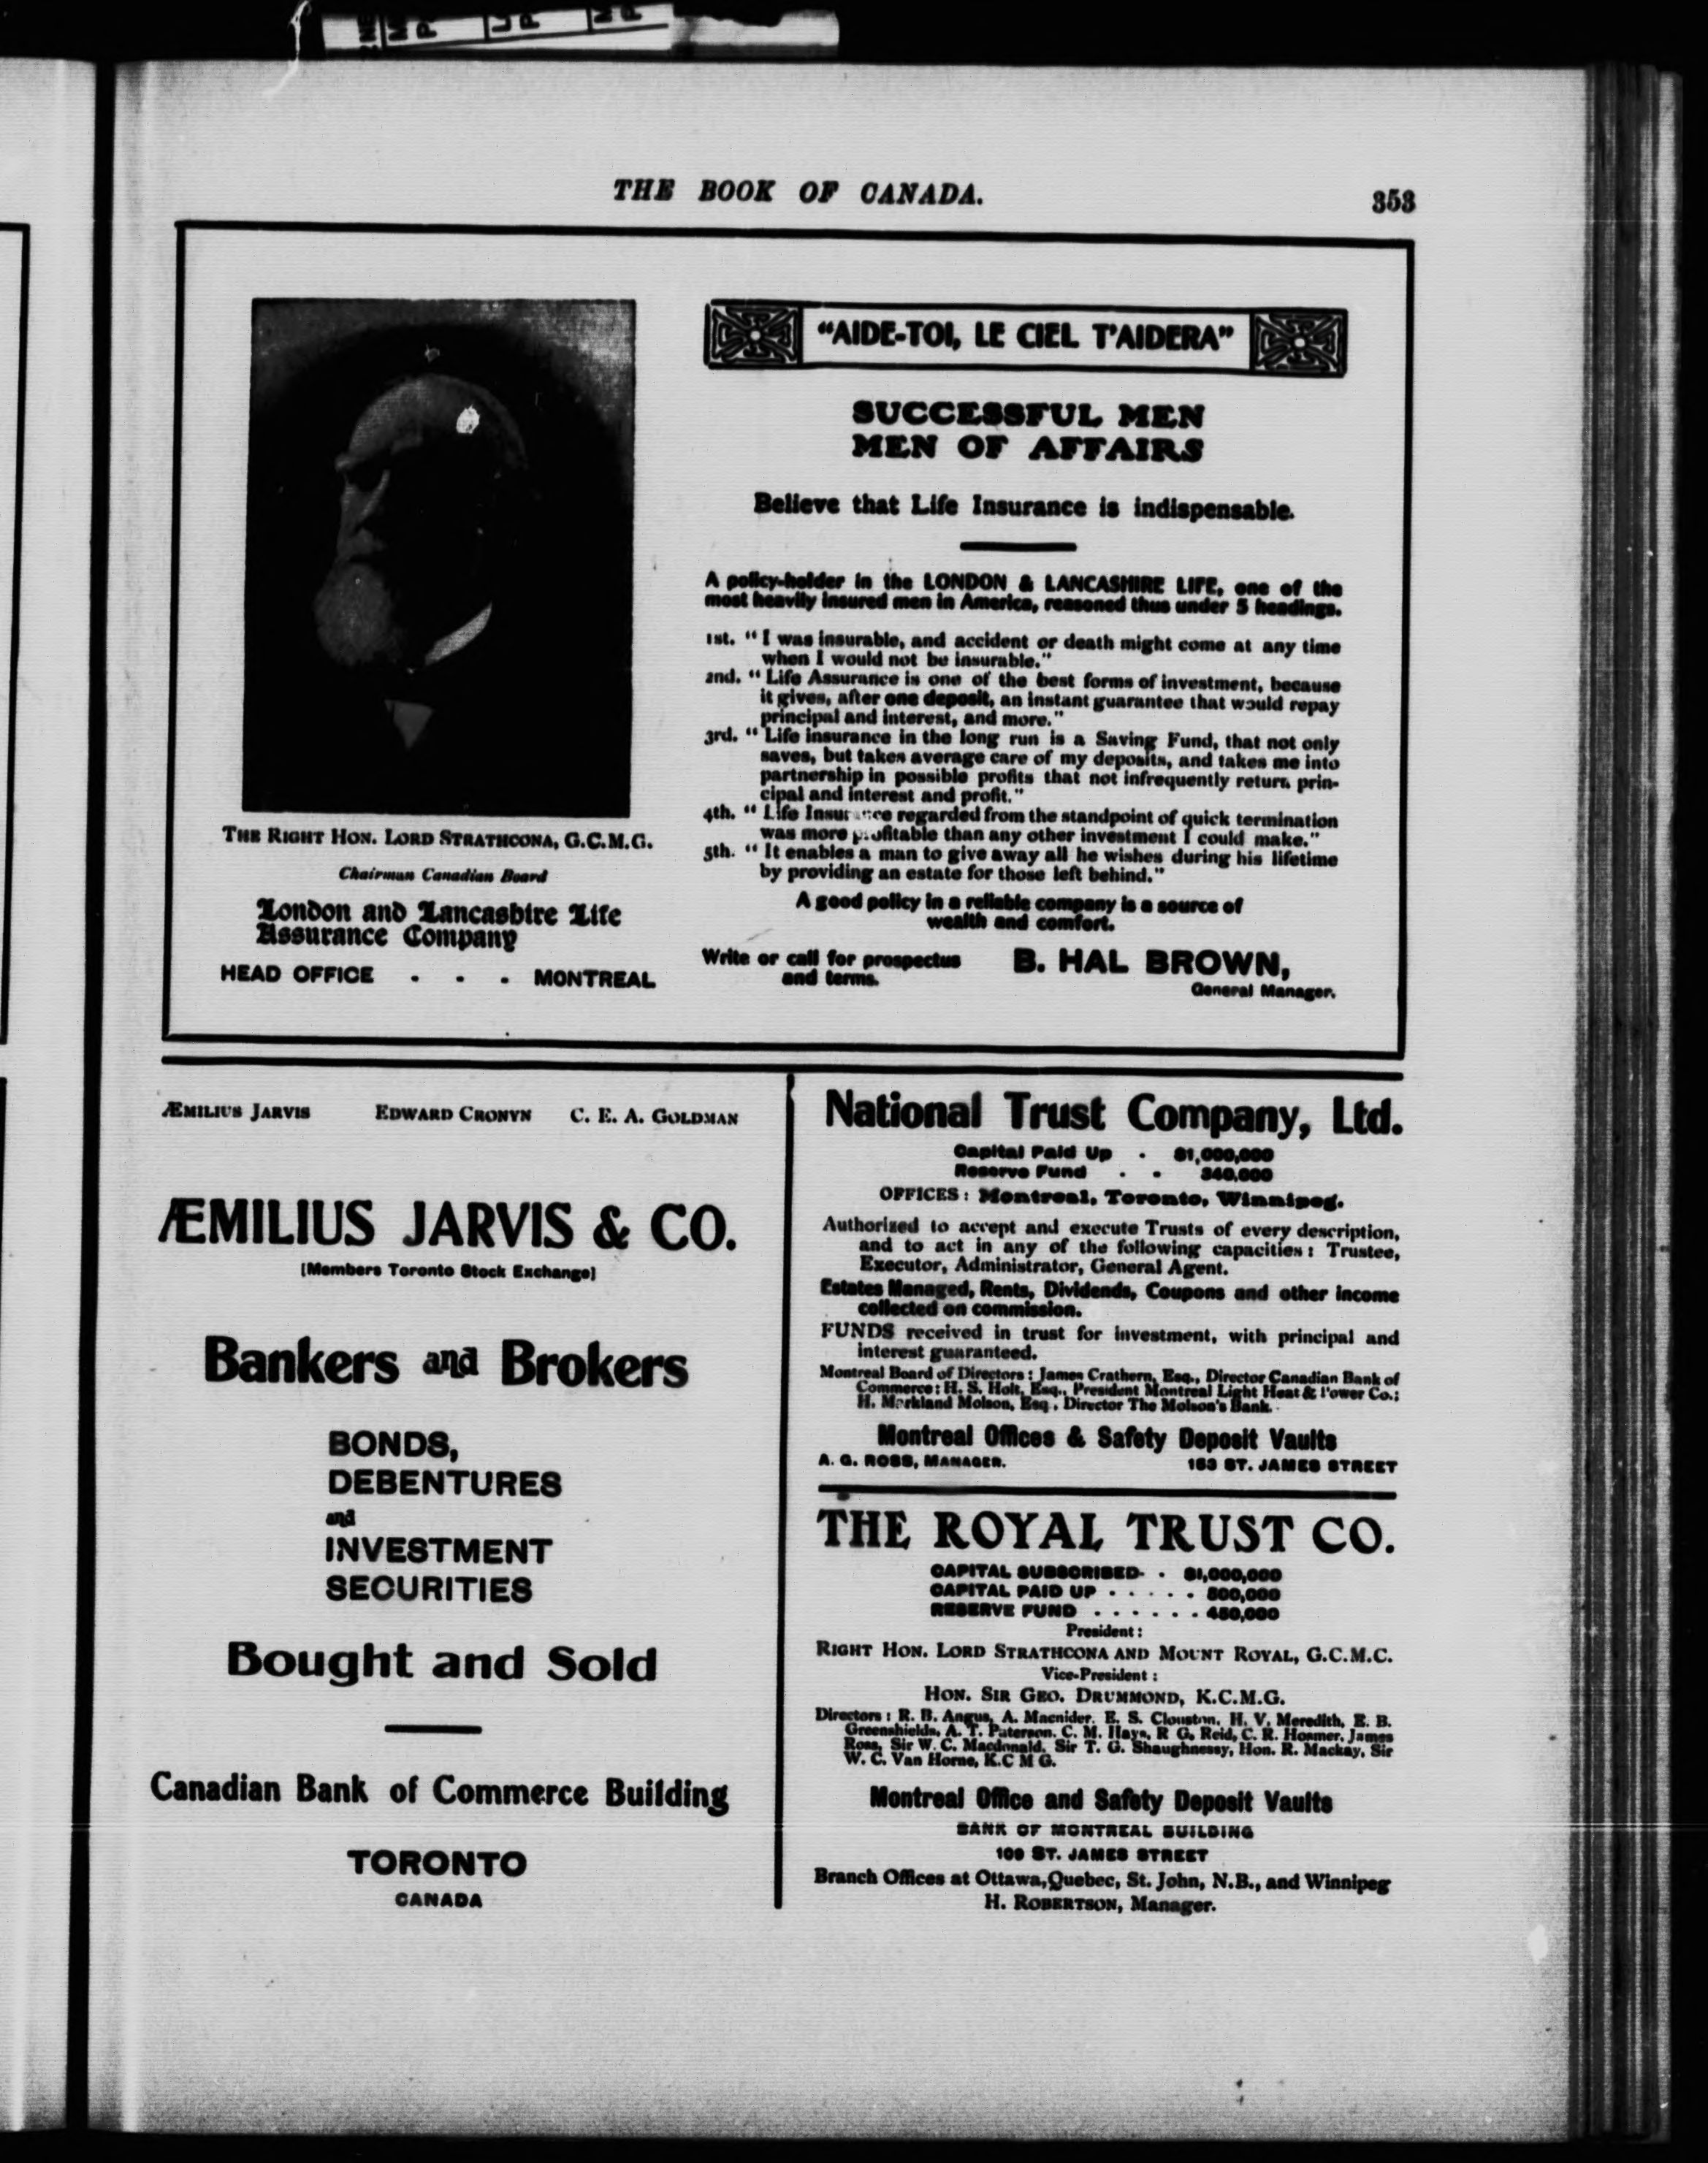 THE BOOK OF CANADA.
353
THE RIGHT HON. LORD STRATHCONA, G.C.M.G.
Chairman Canadian Board
London and Lancashire Life
Assurance Company
HEAD OFFICE - - - MONTREAL
"AIDE-TOI, LE CIEL T'AIDERA"
SUCCESSFUL MEN
MEN OF AFFAIRS
Believe that Life Insurance is indispensable.
A policy-holder in the LONDON & LANCASHIRE LIFE, one of the
most heavily insured men in America, reasoned thus under 5 headings.
1st. "I was insurable, and accident or death might come at any time
when I would not be insurable."
2nd. "Life Assurance is one of the best forms of investment, because
it gives, after one deposit, an instant guarantee that would repay
principal and interest, and more."
3rd. "Life insurance in the long run is a Saving Fund, that not only
saves, but takes average care of my deposits, and takes me into
partnership in possible profits that not infrequently return prin-
cipal and interest and profit."
4th. "Life Insurance regarded from the standpoint of quick termination
was more profitable than any other investment I could make."
5th. "It enables a man to give away all he wishes during his lifetime
by providing an estate for those left behind."
A good policy in a reliable company is a source of
wealth and comfort.
Write or call for prospectus
and terms.
B. HAL BROWN,
General Manager.
ÆMILIUS JARVIS EDWARD CRONYN C. E. A. GOLDMAN
ÆMILIUS JARVIS & CO.
[Members Toronto Stock Exchange]
Bankers and Brokers
BONDS,
DEBENTURES
and
INVESTMENT
SECURITIES
Bought and Sold
Canadian Bank of Commerce Building
TORONTO
CANADA
National Trust Company, Ltd.
Capital Paid Up - $1,000,000
Reserve Fund - - 340,000
OFFICES: Montreal, Toronto, Winnipeg.
Authorized to accept and execute Trusts of every description,
and to act in any of the following capacities: Trustee,
Executor, Administrator, General Agent.
Estates Managed, Rents, Dividends, Coupons and other income
collected on commission.
FUNDS received in trust for investment, with principal and
interest guaranteed.
Montreal Board of Directors: James Crathern, Esq., Director Canadian Bank of
Commerce; H. S. Holt, Esq., President Montreal Light Heat & Power Co.;
H. Markland Molson, Esq., Director The Molson's Bank.
Montreal Offices & Safety Deposit Vaults
A. G. ROSS, MANAGER. 153 ST. JAMES STREET
THE ROYAL TRUST CO.
CAPITAL SUBSCRIBED- - $1,000,000
CAPITAL PAID UP - - - - - 500,000
RESERVE FUND - - - - - - 450,000
President:
RIGHT HON. LORD STRATHCONA AND MOUNT ROYAL, G.C.M.C.
Vice-President:
HON. SIR GEO. DRUMMOND, K.C.M.G.
Directors: R. B. Angus, A. Macnider, E. S. Clouston, H. V. Meredith, E. B.
Greenshields, A. T. Paterson, C. M. Hays, R. G. Reid, C. R. Hosmer, James
Ross, Sir W. C. Macdonald, Sir T. G. Shaughnessy, Hon. R. Mackay, Sir
W. C. Van Horne, K.C M G.
Montreal Office and Safety Deposit Vaults
BANK OF MONTREAL BUILDING
109 ST. JAMES STREET
Branch Offices at Ottawa, Quebec, St. John, N.B., and Winnipeg
H. ROBERTSON, Manager.